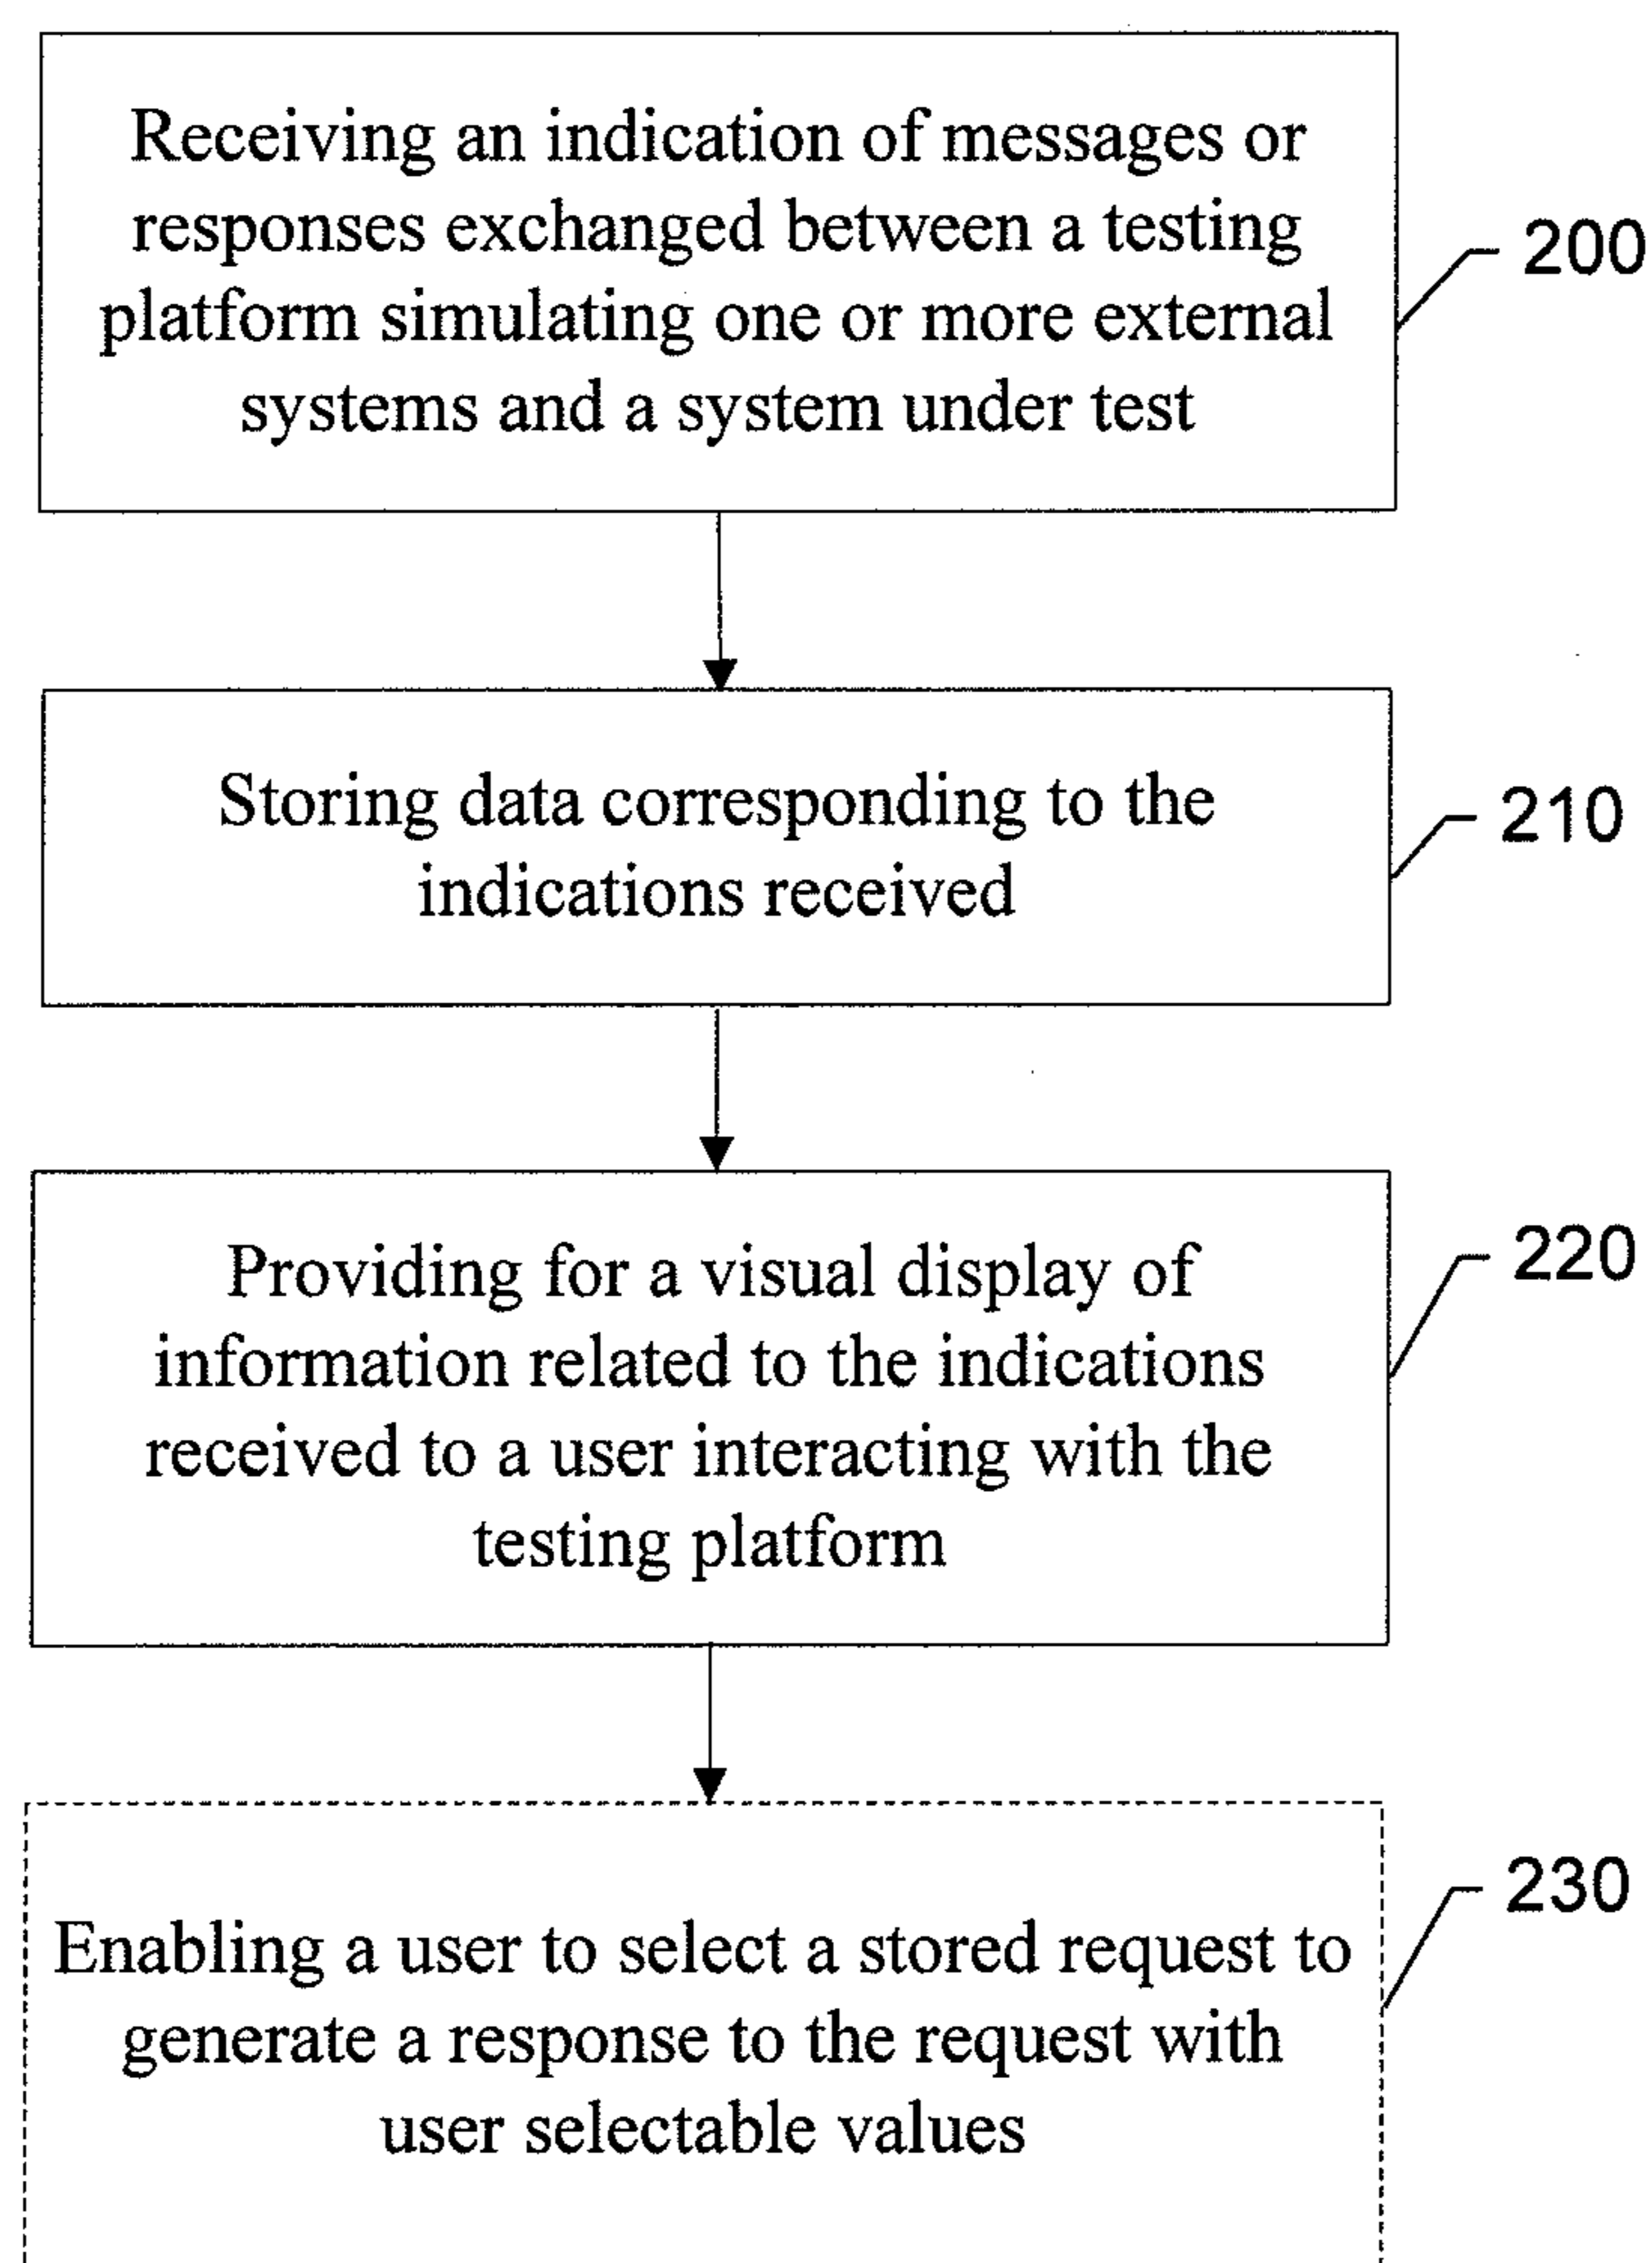 Receiving an indication of messages or
responses exchanged between a testing
platform simulating one or more external
systems and a system under test
200
Storing data corresponding to the
indications received
210
Providing for a visual display of
information related to the indications
received to a user interacting with the
testing platform
220
Enabling a user to select a stored request to
generate a response to the request with
user selectable values
230